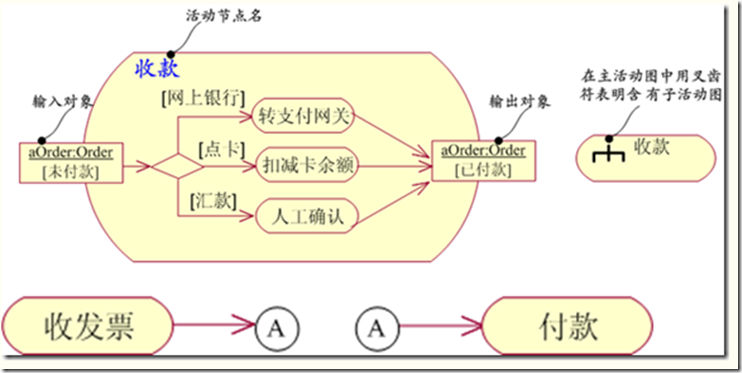 活动节点名
收款
输入对象
[网上银行]
转支付网关
输出对象
在主活动图中用叉齿
符表明含 有子活动图
aOrder:Order
[未付款]
[点卡]
扣减卡余额
aOrder:Order
[已付款]
收款
[汇款]
人工确认
收发票
A
A
付款